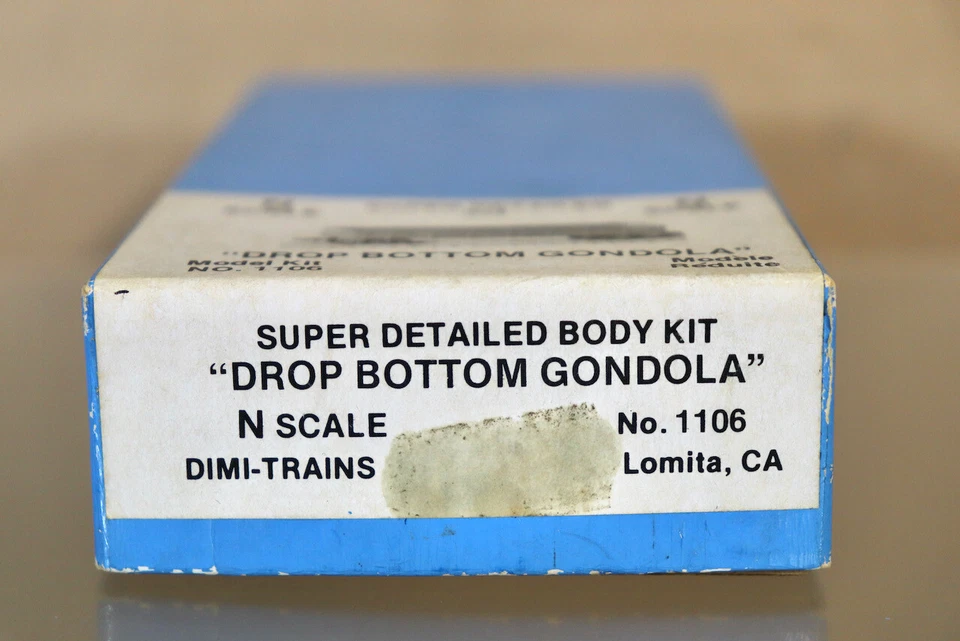 "DROP BOTTOM GONDOLA"
Model Kit Modèle
NO. 1106 Réduite
SUPER DETAILED BODY KIT
“DROP BOTTOM GONDOLA”
N SCALE No. 1106
DIMI-TRAINS Lomita, CA